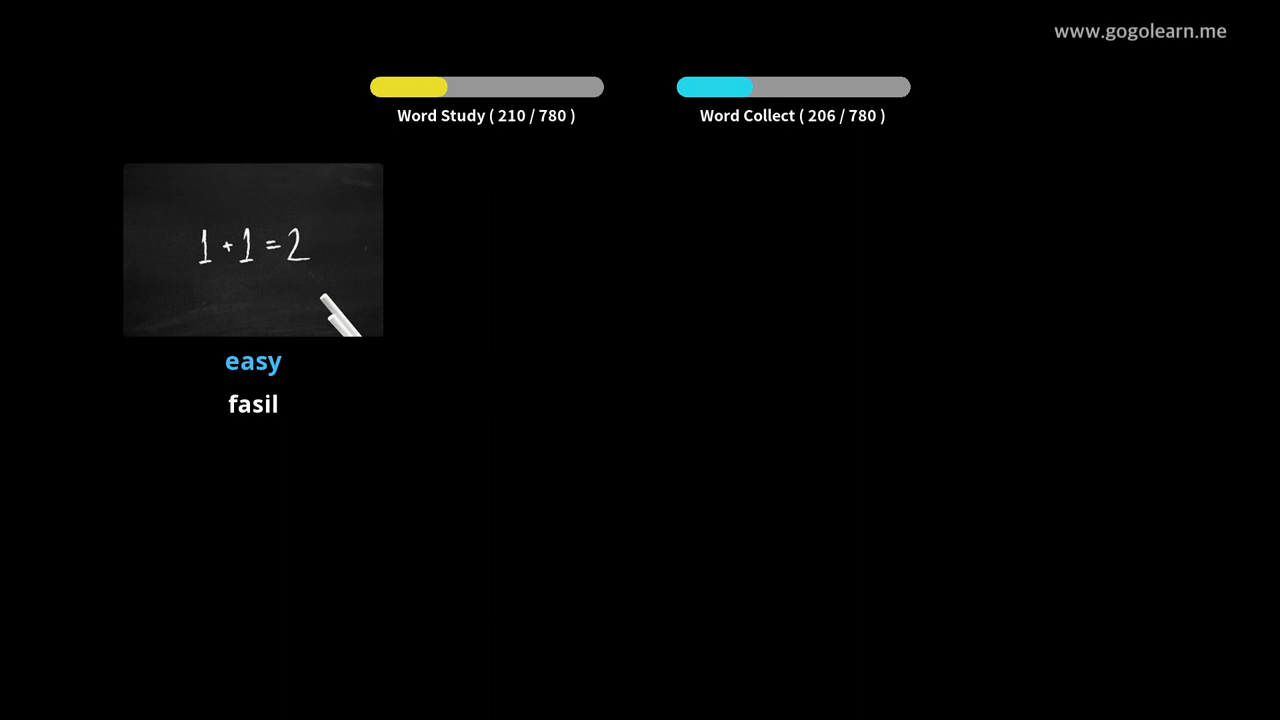 www.gogolearn.me
Word Study ( 210 / 780 )
Word Collect ( 206 / 780 )
1 + 1 = 2
easy
fasil